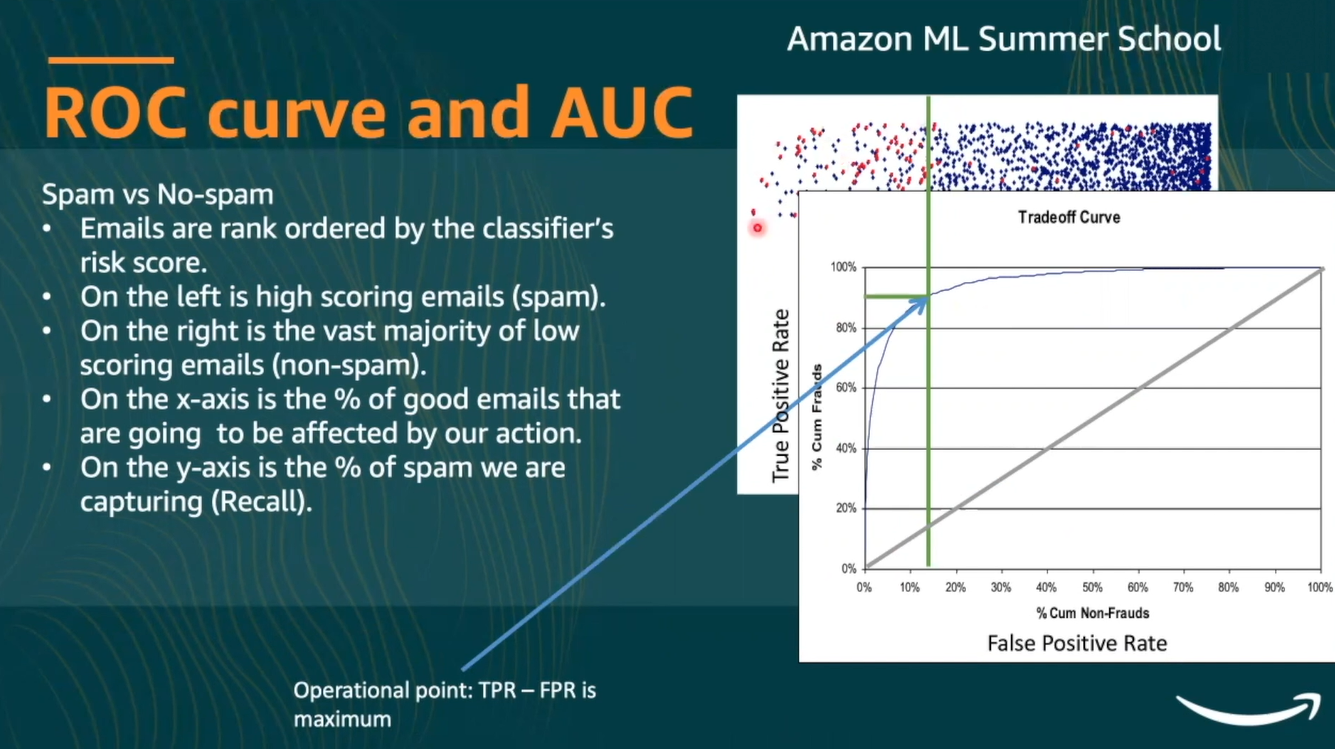 Amazon ML Summer School
ROC curve and AUC
Spam vs No-spam
• Emails are rank ordered by the classifier's
risk score.
• On the left is high scoring emails (spam).
• On the right is the vast majority of low
scoring emails (non-spam).
• On the x-axis is the % of good emails that
are going to be affected by our action.
• On the y-axis is the % of spam we are
capturing (Recall).
Operational point: TPR – FPR is
maximum
Tradeoff Curve
True Positive Rate
% Cum Frauds
100%
80%
60%
40%
20%
0%
0% 10% 20% 30% 40% 50% 60% 70% 80% 90% 100%
% Cum Non-Frauds
False Positive Rate